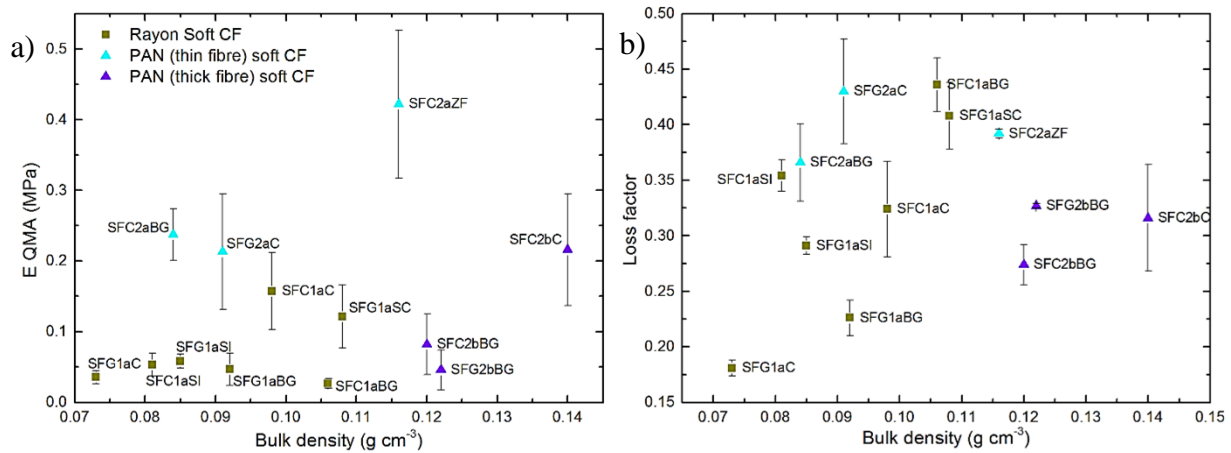 a)
Rayon Soft CF
PAN (thin fibre) soft CF
PAN (thick fibre) soft CF
E QMA (MPa)
0.5
0.4
0.3
0.2
0.1
0.0
SFC2aZF
SFC2aBG
SFG2aC
SFC2bC
SFC1aC
SFG1aSC
SFG1aC
SFG1aSI
SFC2bBG
SFC1aSI
SFG1aBG
SFC1aBG
SFG2bBG
0.07 0.08 0.09 0.10 0.11 0.12 0.13 0.14
Bulk density (g cm-3)
b)
Loss factor
0.50
0.45
0.40
0.35
0.30
0.25
0.20
0.15
SFG2aC
SFC1aBG
SFG1aSC
SFC2aZF
SFC2aBG
SFC1aSI
SFC1aC
SFG2bBG
SFC2bC
SFG1aSI
SFC2bBG
SFG1aBG
SFG1aC
0.07 0.08 0.09 0.10 0.11 0.12 0.13 0.14 0.15
Bulk density (g cm-3)